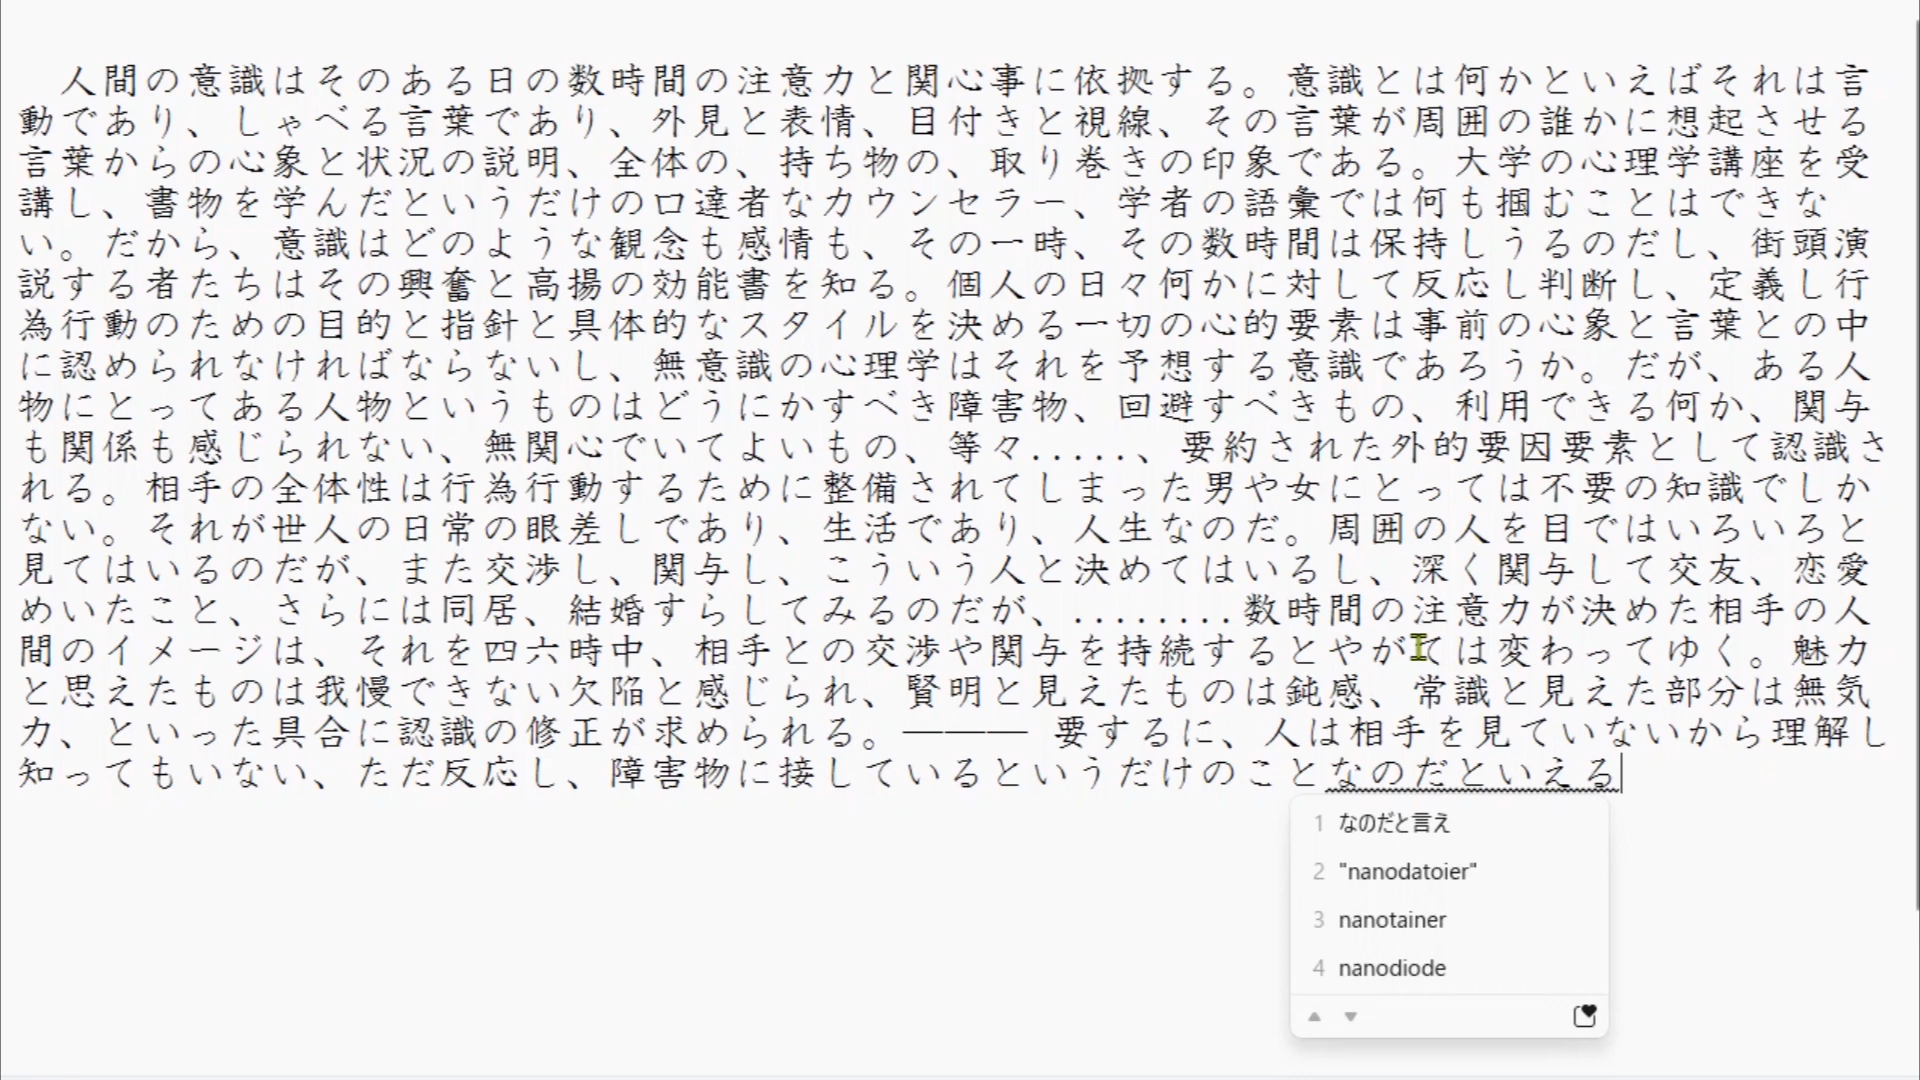 人間の意識はそのある日の数時間の注意力と関心事に依拠する。意識とは何かといえばそれは言
動であり、しゃべる言葉であり、外見と表情、目付きと視線、その言葉が周囲の誰かに想起させる
言葉からの心象と状況の説明、全体の、持ち物の、取り巻きの印象である。大学の心理学講座を受
講し、書物を学んだというだけの口達者なカウンセラー、学者の語彙では何も掴むことはできな
い。だから、意識はどのような観念も感情も、その一時、その数時間は保持しうるのだし、街頭演
説する者たちはその興奮と高揚の効能書を知る。個人の日々何かに対して反応し判断し、定義し行
為行動のための目的と指針と具体的なスタイルを決める一切の心的要素は事前の心象と言葉との中
に認められなければならないし、無意識の心理学はそれを予想する意識であろうか。だが、ある人
物にとってある人物というものはどうにかすべき障害物、回避すべきもの、利用できる何か、関与
も関係も感じられない、無関心でいてよいもの、等々.....、要約された外的要因要素として認識さ
れる。相手の全体性は行為行動するために整備されてしまった男や女にとっては不要の知識でしか
ない。それが世人の日常の眼差しであり、生活であり、人生なのだ。周囲の人を目ではいろいろと
見てはいるのだが、また交渉し、関与し、こういう人と決めてはいるし、深く関与して交友、恋愛
めいたこと、さらには同居、結婚すらしてみるのだが、........数時間の注意力が決めた相手の人
間のイメージは、それを四六時中、相手との交渉や関与を持続するとやがては変わってゆく。魅力
と思えたものは我慢できない欠陥と感じられ、賢明と見えたものは鈍感、常識と見えた部分は無気
力、といった具合に認識の修正が求められる。――― 要するに、人は相手を見ていないから理解し
知ってもいない、ただ反応し、障害物に接しているというだけのことなのだといえる
1 なのだと言え
2 "nanodatoier"
3 nanotainer
4 nanodiode